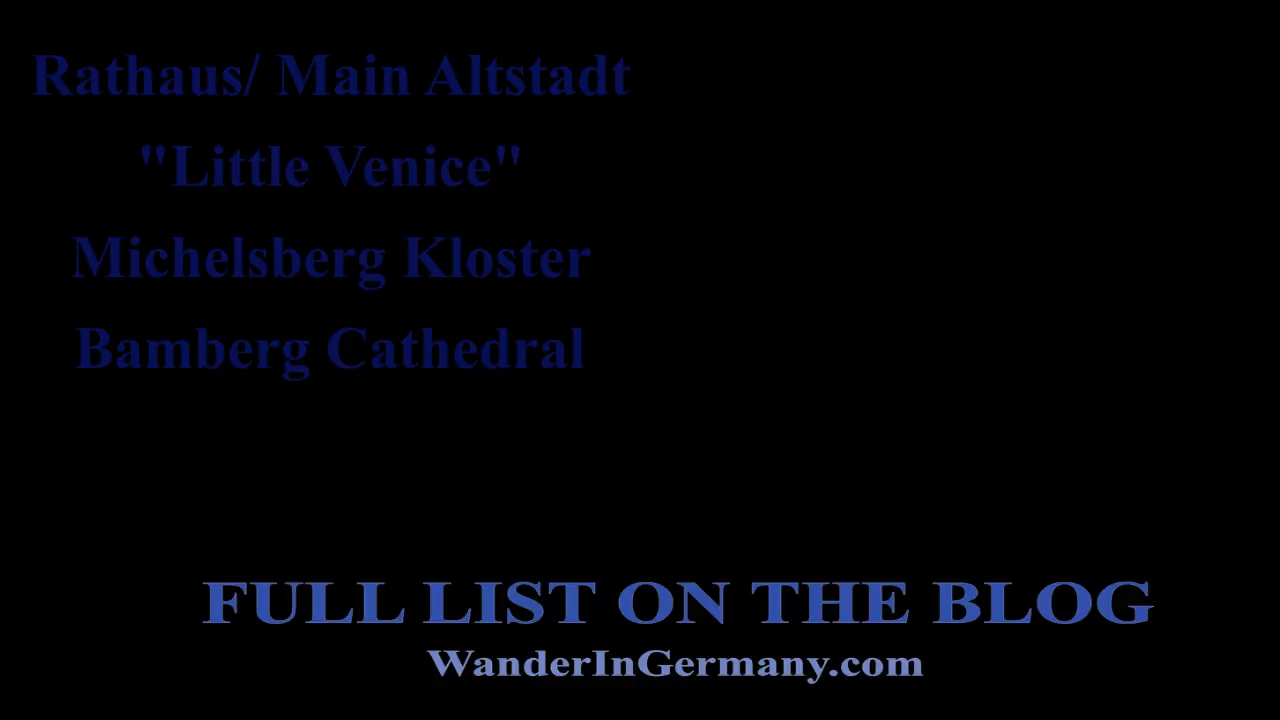 Rathaus/ Main Altstadt
"Little Venice"
Michelsberg Kloster
Bamberg Cathedral
FULL LIST ON THE BLOG
WanderInGermany.com